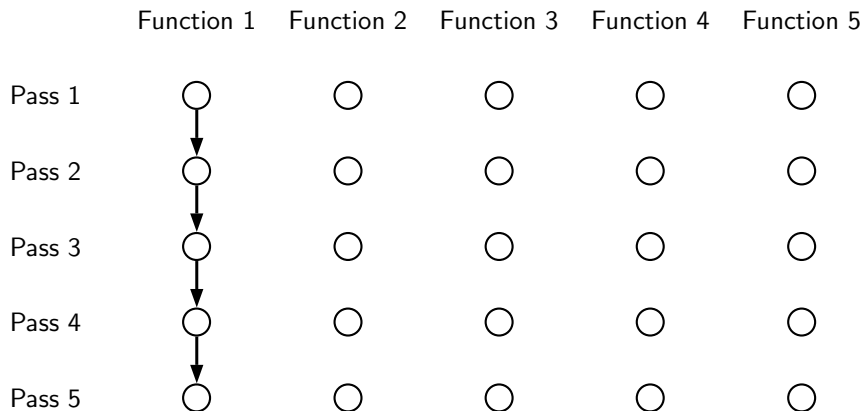 Function 1 Function 2 Function 3 Function 4 Function 5
Pass 1
Pass 2
Pass 3
Pass 4
Pass 5